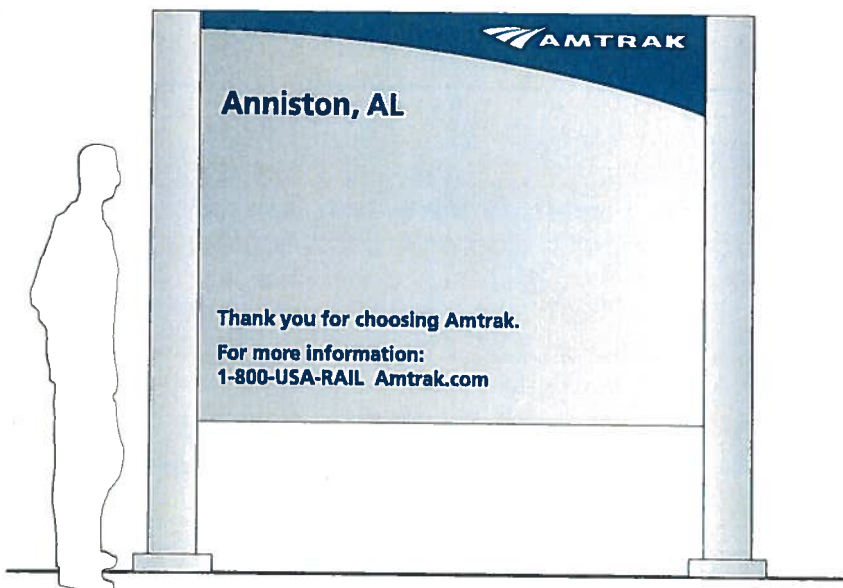 AMTRAK
Anniston, AL
Thank you for choosing Amtrak.
For more information:
1-800-USA-RAIL Amtrak.com